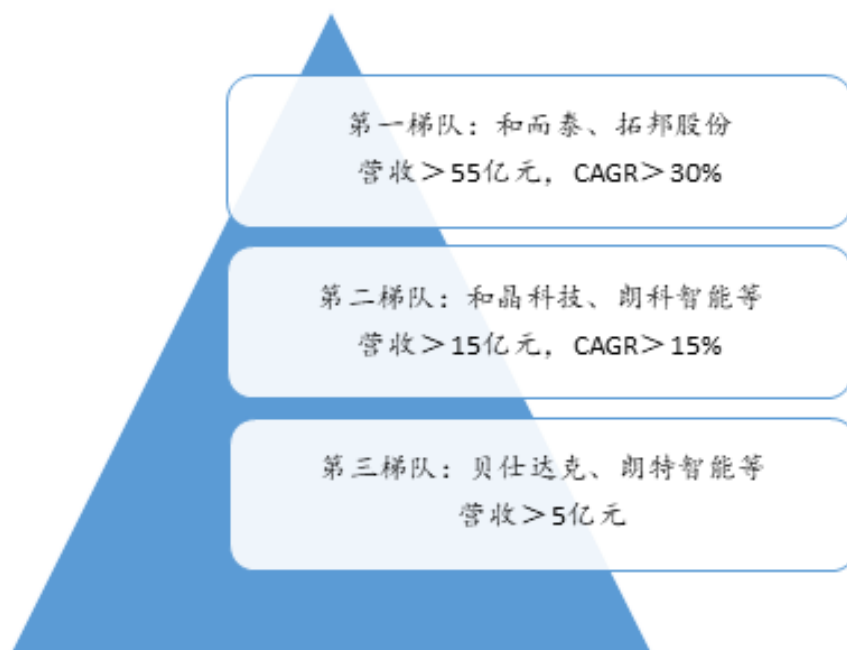 第一梯队：和而泰、拓邦股份
营收＞55亿元，CAGR＞30%
第二梯队：和晶科技、朗科智能等
营收＞15亿元，CAGR＞15%
第三梯队：贝仕达克、朗特智能等
营收＞5亿元